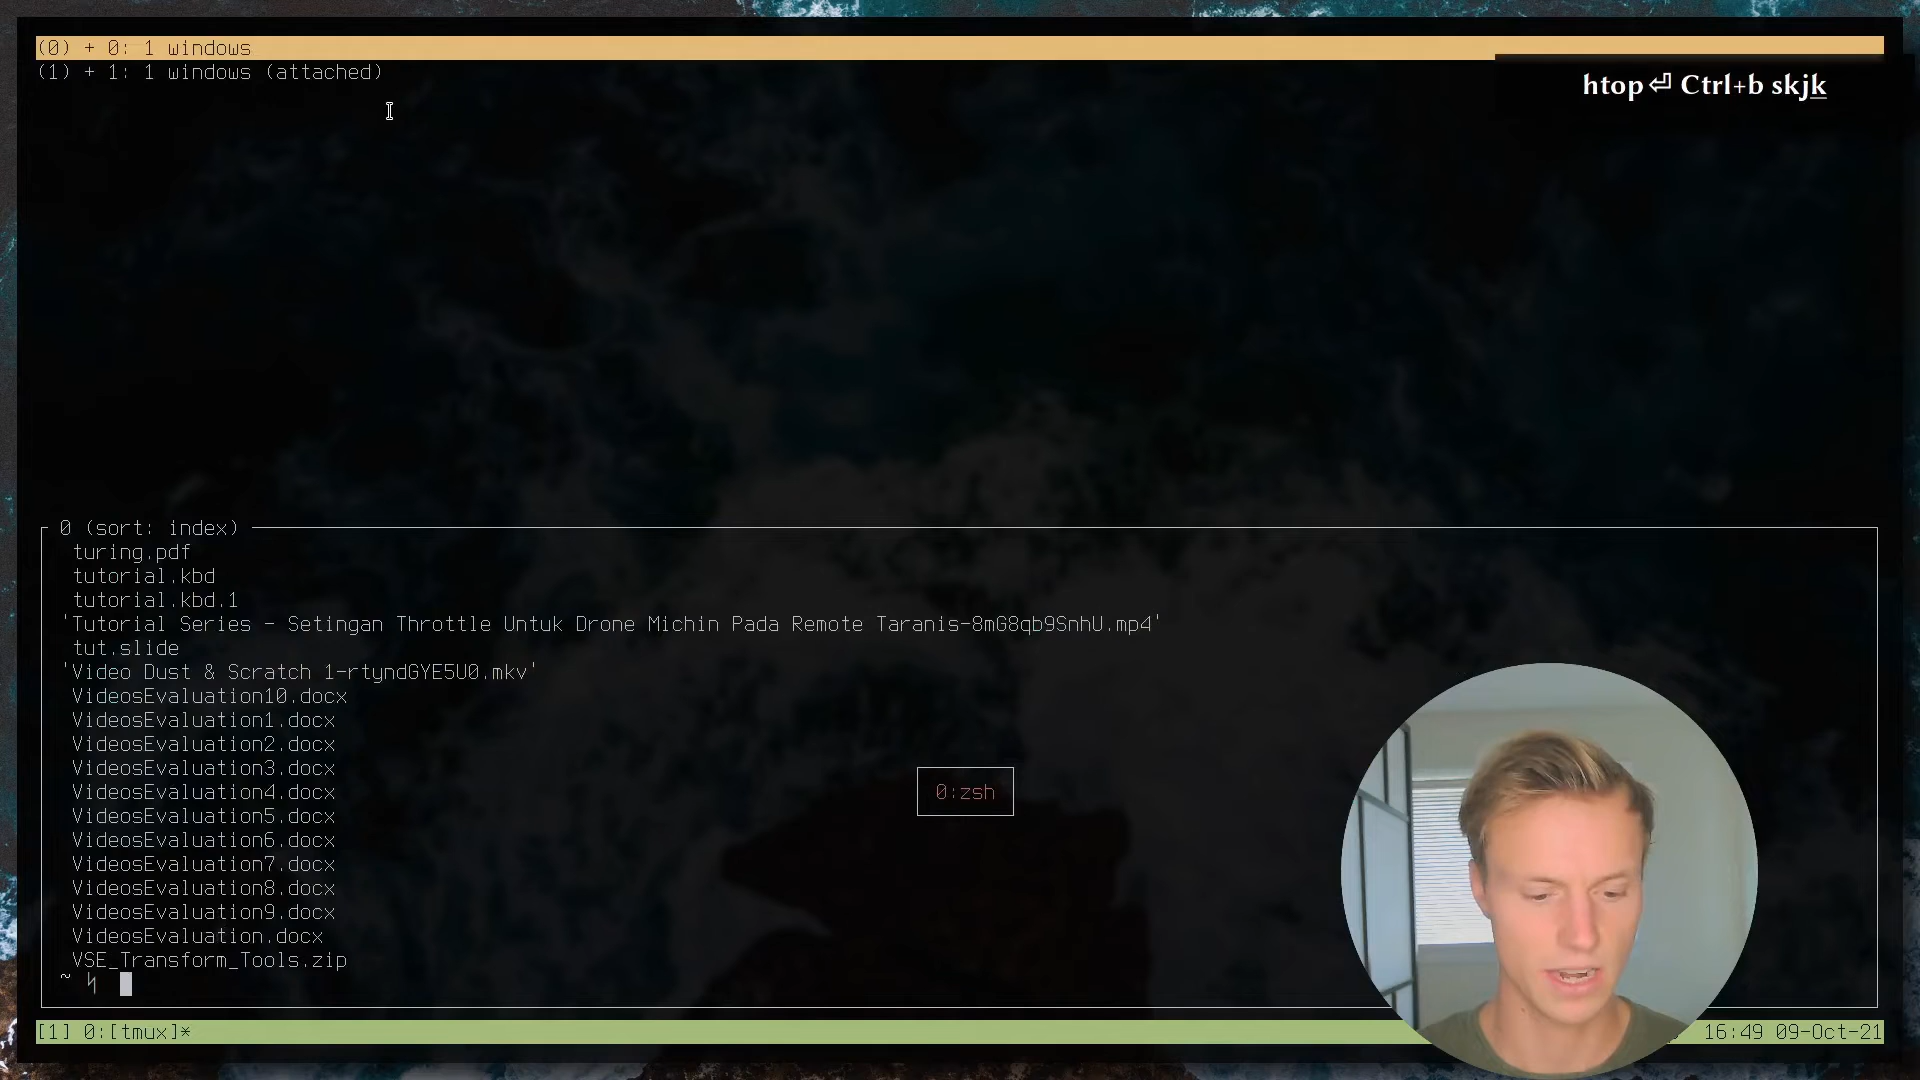 (0) + 0: 1 windows
(1) + 1: 1 windows (attached)
htop⏎ Ctrl+b skjk
0 (sort: index)
turing.pdf
tutorial.kbd
tutorial.kbd.1
'Tutorial Series - Setingan Throttle Untuk Drone Michin Pada Remote Taranis-8mG8qb9SnhU.mp4'
tut.slide
'Video Dust & Scratch 1-rtyndGYE5U0.mkv'
VideosEvaluation10.docx
VideosEvaluation1.docx
VideosEvaluation2.docx
VideosEvaluation3.docx
VideosEvaluation4.docx
VideosEvaluation5.docx
VideosEvaluation6.docx
VideosEvaluation7.docx
VideosEvaluation8.docx
VideosEvaluation9.docx
VideosEvaluation.docx
VSE_Transform_Tools.zip
~ ϟ
0:zsh
[1] 0:[tmux]*
16:49 09-Oct-21